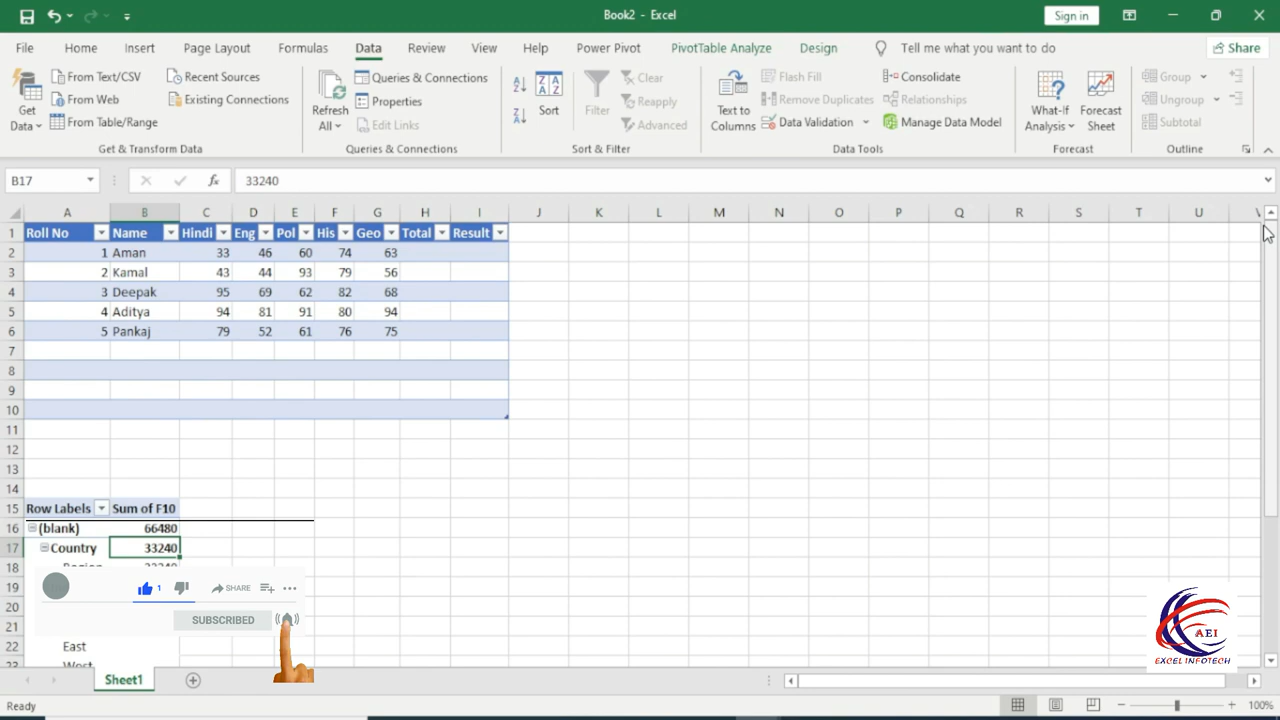 Book2 - Excel
Sign in
File Home Insert Page Layout Formulas Data Review View Help Power Pivot PivotTable Analyze Design Tell me what you want to do Share
Get Data
From Text/CSV
From Web
From Table/Range
Recent Sources
Existing Connections
Get & Transform Data
Refresh All
Queries & Connections
Properties
Edit Links
Queries & Connections
Sort
Filter
Clear
Reapply
Advanced
Sort & Filter
Text to Columns
Flash Fill
Remove Duplicates
Data Validation
Consolidate
Relationships
Manage Data Model
Data Tools
What-If Analysis
Forecast Sheet
Forecast
Group
Ungroup
Subtotal
Outline
B17 fx 33240
A B C D E F G H I J K L M N O P Q R S T U
1 Roll No Name Hindi Eng Pol His Geo Total Result
2 1 Aman 33 46 60 74 63
3 2 Kamal 43 44 93 79 56
4 3 Deepak 95 69 62 82 68
5 4 Aditya 94 81 91 80 94
6 5 Pankaj 79 52 61 76 75
7
8
9
10
11
12
13
14
15 Row Labels Sum of F10
16 (blank) 66480
17 Country 33240
18 Region 33240
19
20
21
22 East
23 West
1 SHARE
SUBSCRIBED
AEI
EXCEL INFOTECH
Sheet1
Ready
100%